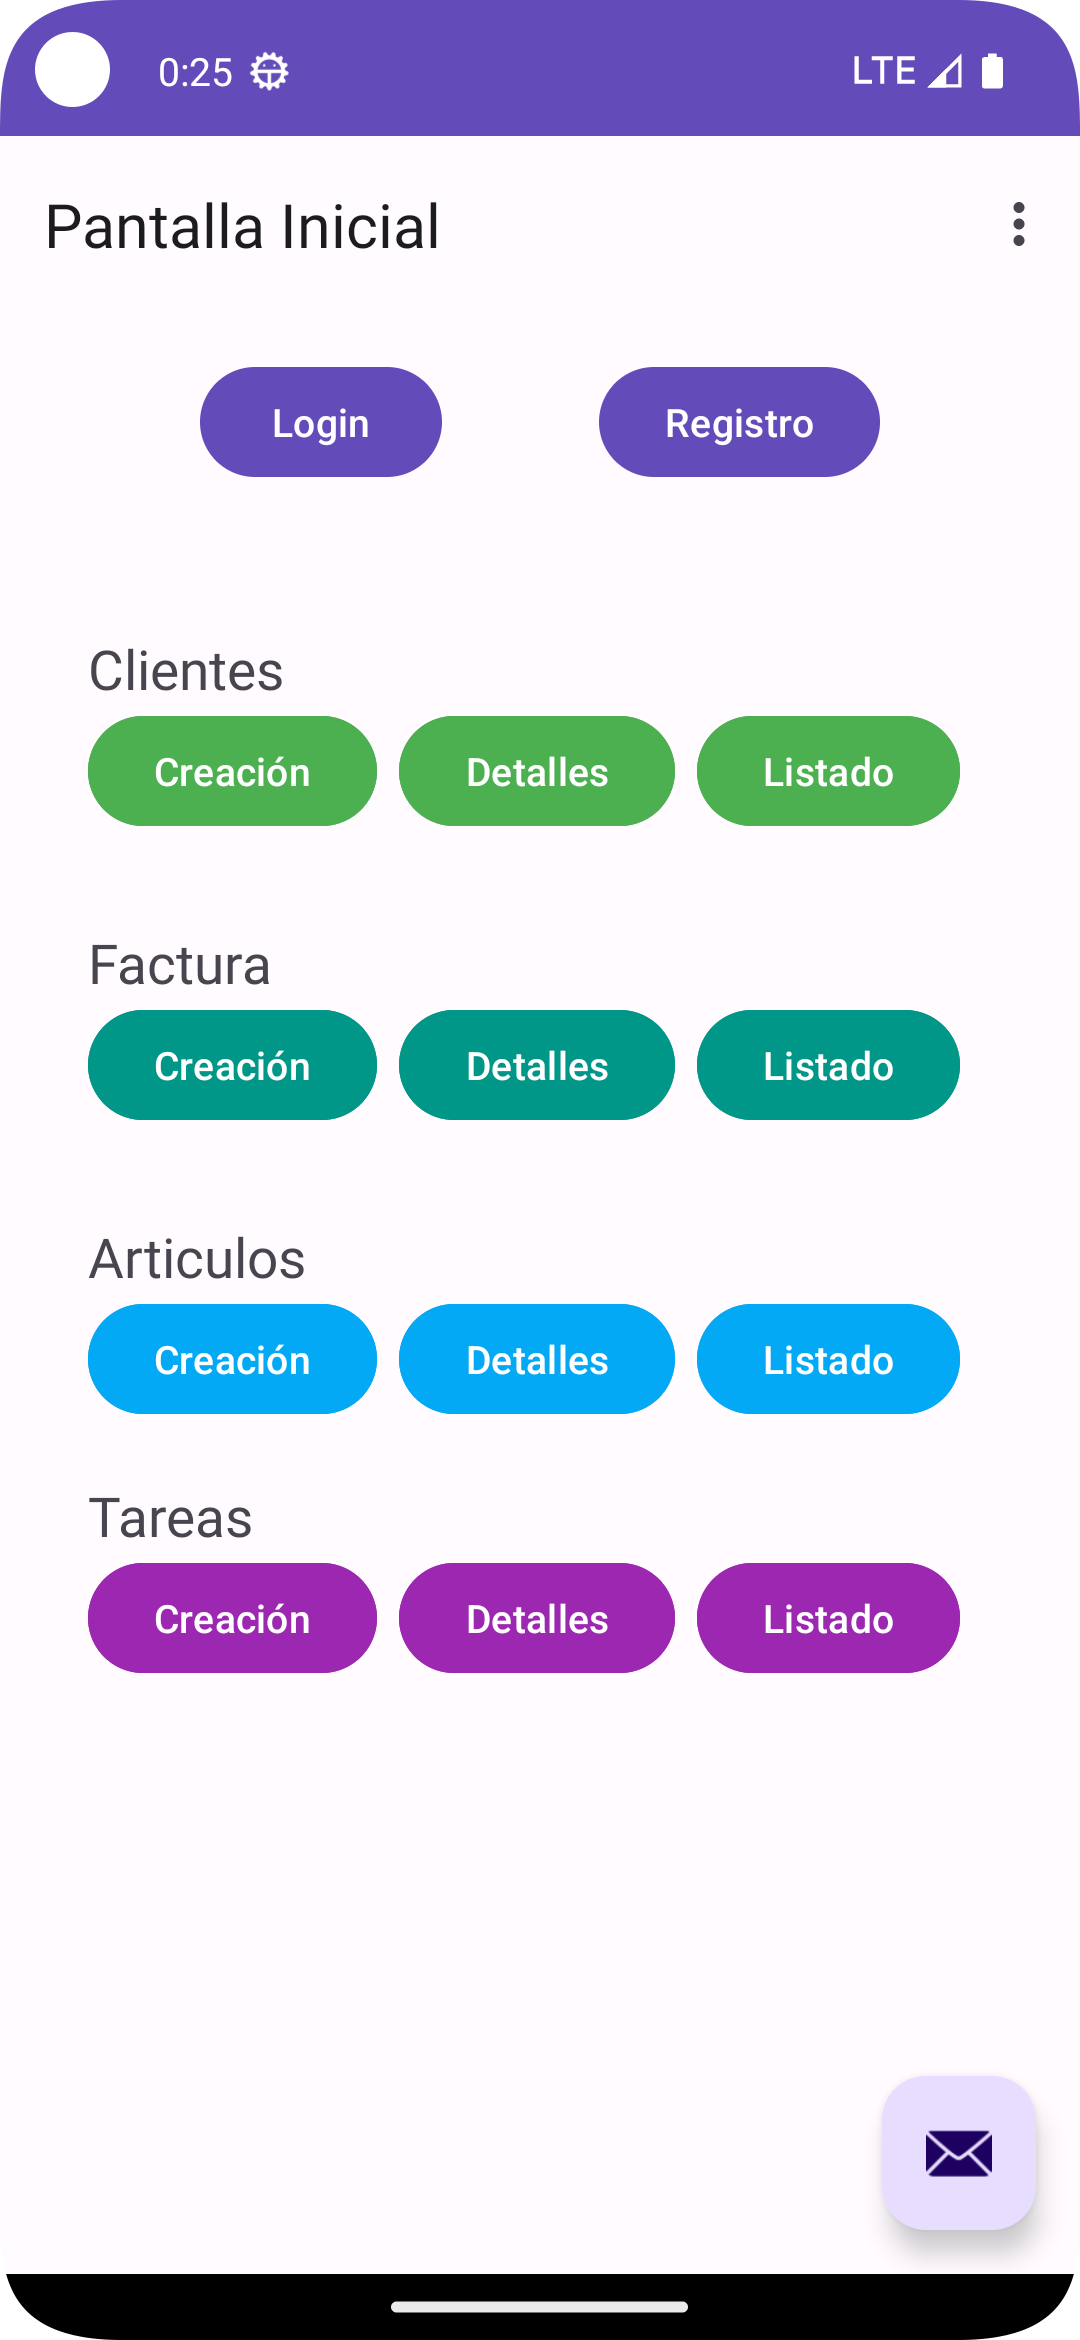 0:25 LTE
Pantalla Inicial
Login Registro
Clientes
Creación Detalles Listado
Factura
Creación Detalles Listado
Articulos
Creación Detalles Listado
Tareas
Creación Detalles Listado